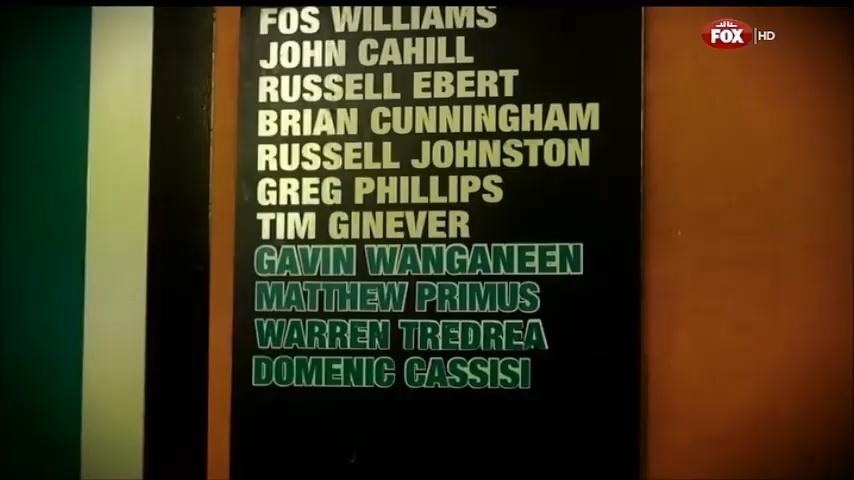 FOX HD
FOS WILLIAMS
JOHN CAHILL
RUSSELL EBERT
BRIAN CUNNINGHAM
RUSSELL JOHNSTON
GREG PHILLIPS
TIM GINEVER
GAVIN WANGANEEN
MATTHEW PRIMUS
WARREN TREDREA
DOMENIC CASSISI